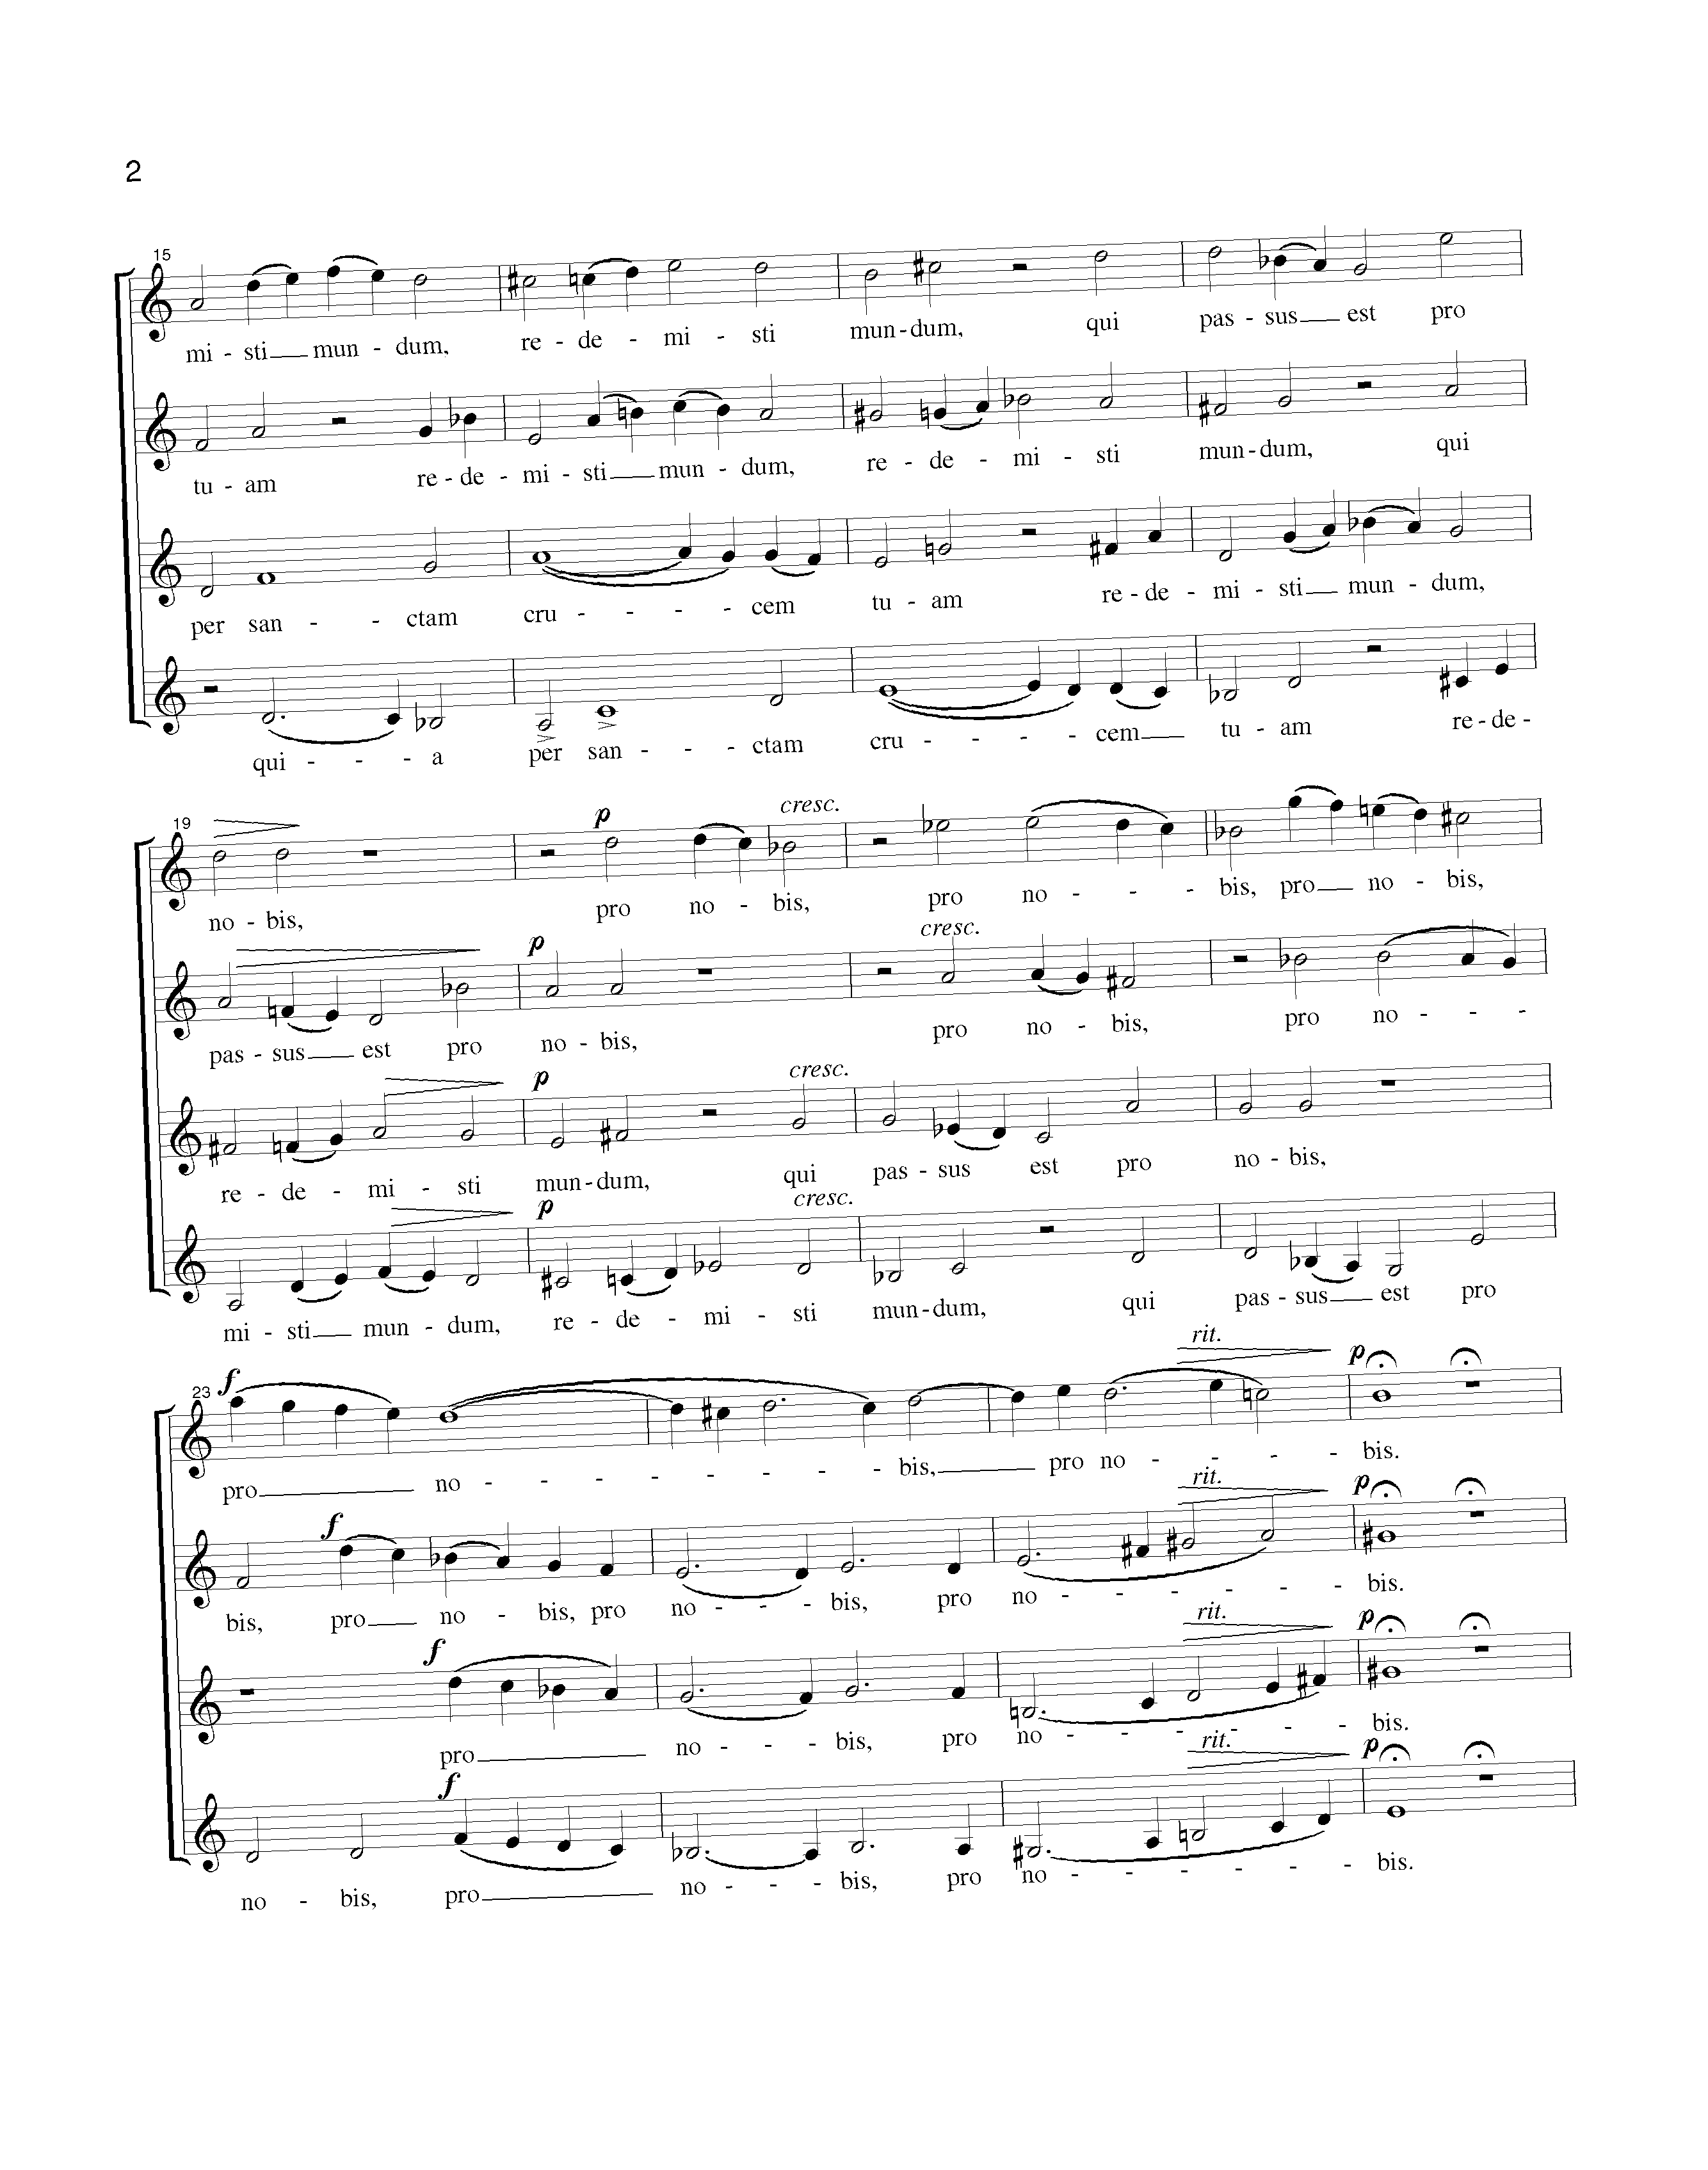 2
15
mi - sti mun - dum, re - de - mi - sti mun - dum, qui pas - sus est pro
tu - am re - de - mi - sti mun - dum, re - de - mi - sti mun - dum, qui
per san - - ctam cru - - - - cem tu - am re - de - mi - sti mun - dum,
qui - - - a per san - - ctam cru - - - - cem tu - am re - de -
19
p cresc.
no - bis, pro no - bis, pro no - - - bis, pro no - bis,
p cresc.
pas - sus est pro no - bis, pro no - bis, pro no - - -
p cresc.
re - de - mi - sti mun - dum, qui pas - sus est pro no - bis,
p cresc.
mi - sti mun - dum, re - de - mi - sti mun - dum, qui pas - sus est pro
23
f rit. p
pro no - - - - - - - bis, pro no - - - - bis.
f rit. p
bis, pro no - bis, pro no - - - bis, pro no - - - - - - bis.
f rit. p
pro no - - - bis, pro no - - - - - - bis.
f rit. p
no - bis, pro no - - - bis, pro no - - - - - - bis.